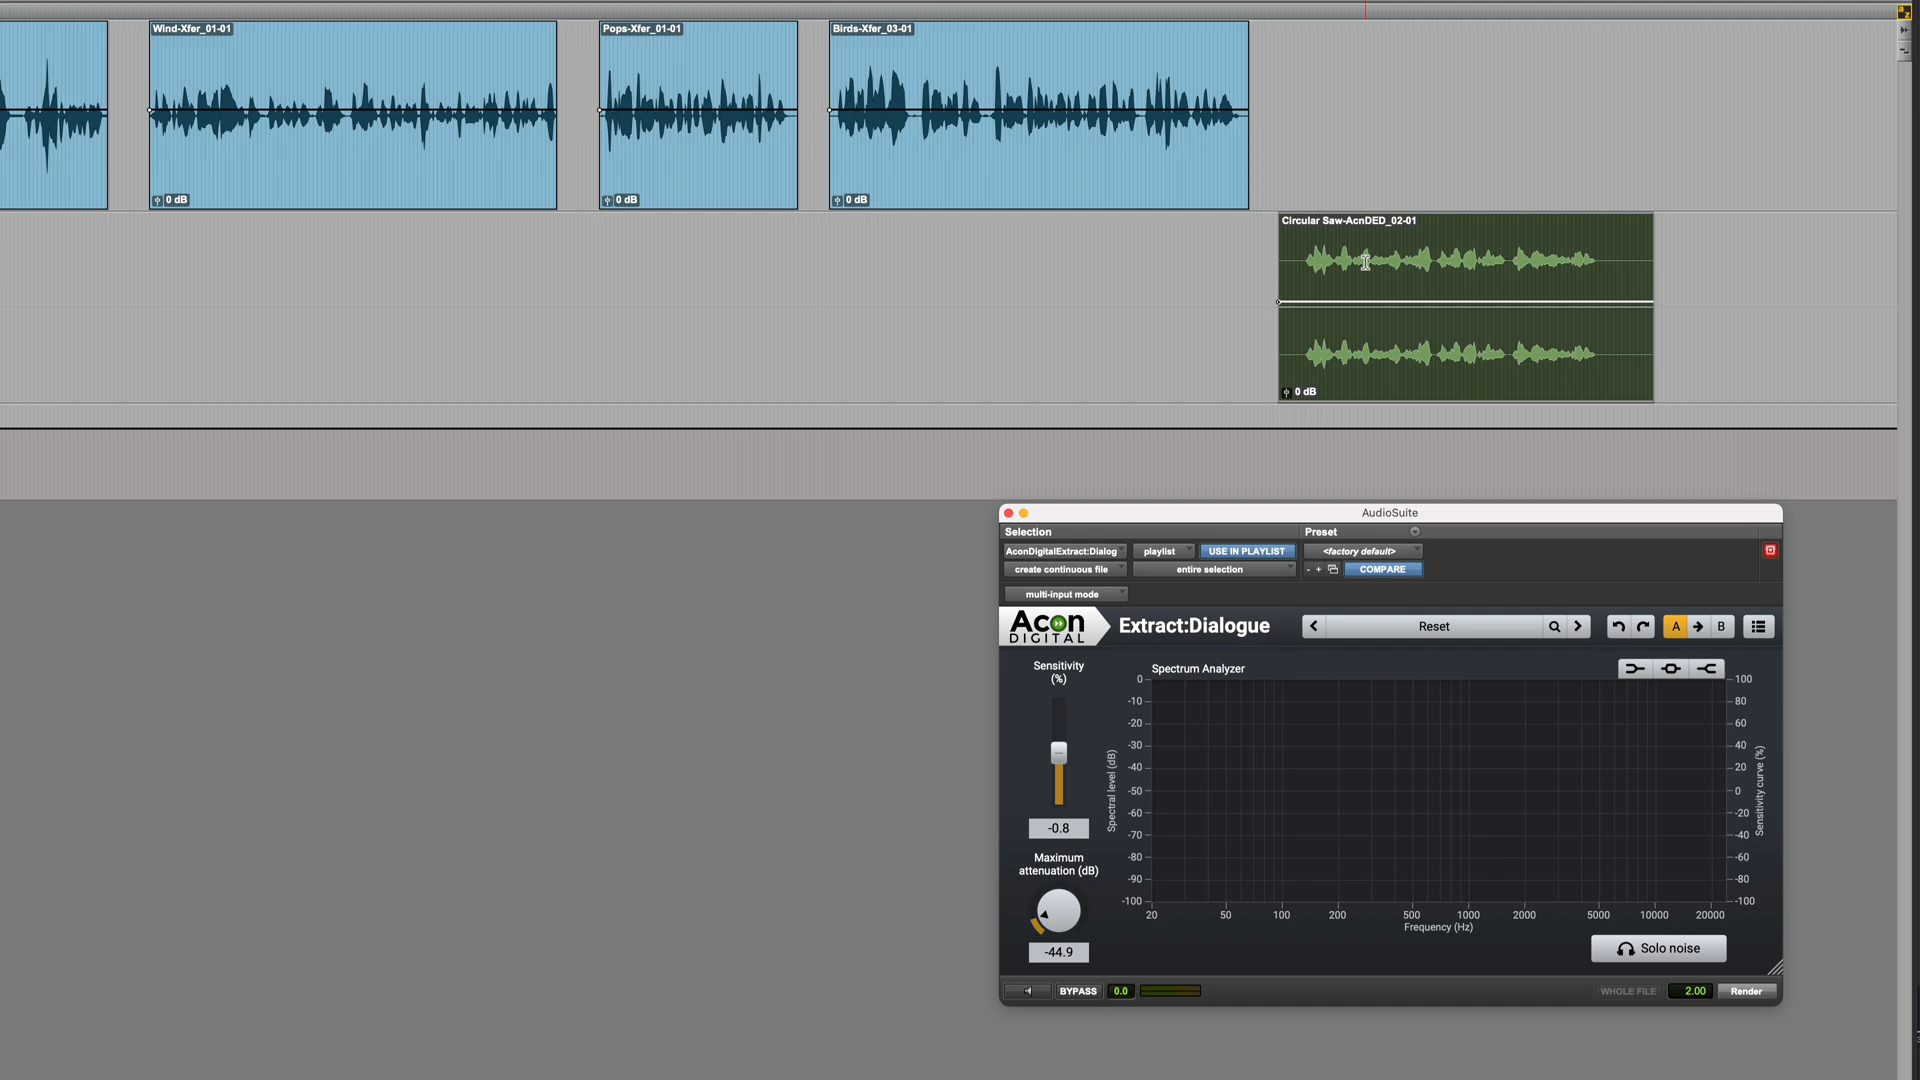 Wind-Xfer_01-01
Pops-Xfer_01-01
Birds-Xfer_03-01
0 dB
0 dB
0 dB
Circular Saw-AcnDED_02-01
0 dB
AudioSuite
Selection
Preset
AconDigitalExtract:Dialog
playlist
USE IN PLAYLIST
<factory default>
create continuous file
entire selection
- +
COMPARE
multi-input mode
Acon
DIGITAL
Extract:Dialogue
Reset
A
B
Sensitivity
(%)
Spectrum Analyzer
0
-10
-20
-30
-40
-50
-60
-70
-80
-90
-100
Spectral level (dB)
100
80
60
40
20
0
-20
-40
-60
-80
-100
Sensitivity curve (%)
-0.8
Maximum
attenuation (dB)
-44.9
20 50 100 200 500 1000 2000 5000 10000 20000
Frequency (Hz)
Solo noise
BYPASS
0.0
WHOLE FILE
2.00
Render